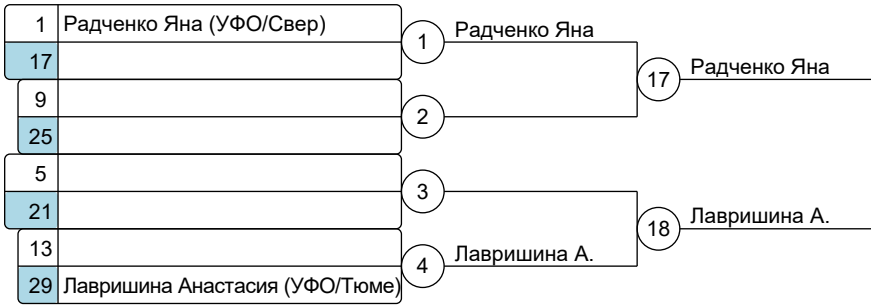 1 Радченко Яна (УФО/Свер)
17
1 Радченко Яна
9
25
2
17 Радченко Яна
5
21
3
13
29 Лавришина Анастасия (УФО/Тюме)
4 Лавришина А.
18 Лавришина А.